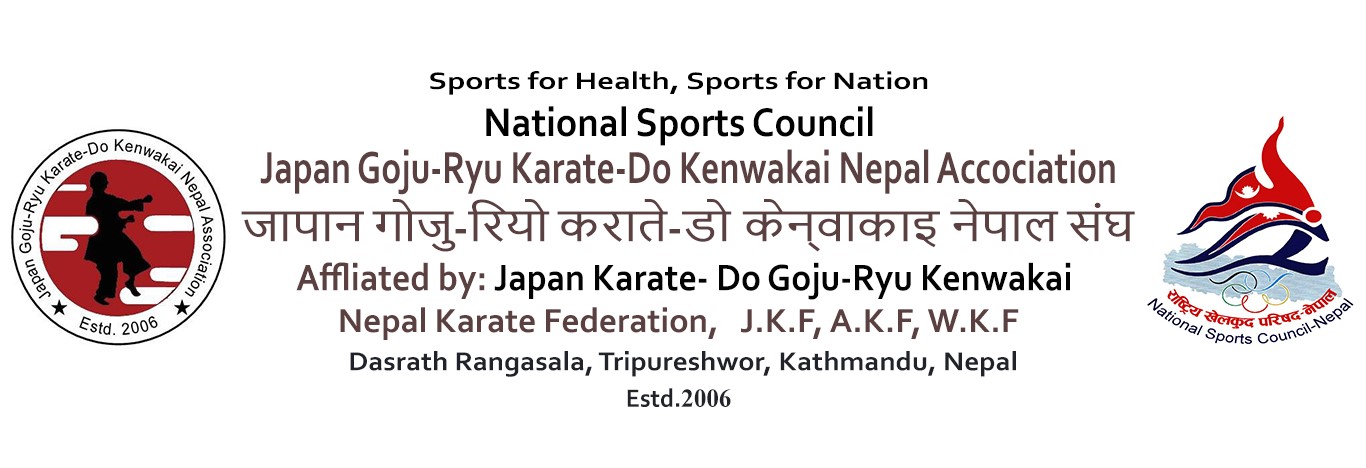 Sports for Health, Sports for Nation
National Sports Council
Japan Goju-Ryu Karate-Do Kenwakai Nepal Accociation
जापान गोजु-रियो कराते-डो केन्‌वाकाइ नेपाल संघ
Affliated by: Japan Karate- Do Goju-Ryu Kenwakai
Nepal Karate Federation, J.K.F, A.K.F, W.K.F
Dasrath Rangasala, Tripureshwor, Kathmandu, Nepal
Estd.2006
Japan Goju-Ryu Karate-Do Kenwakai Nepal Association
Estd. 2006
राष्ट्रिय खेलकुद परिषद-नेपाल
National Sports Council-Nepal